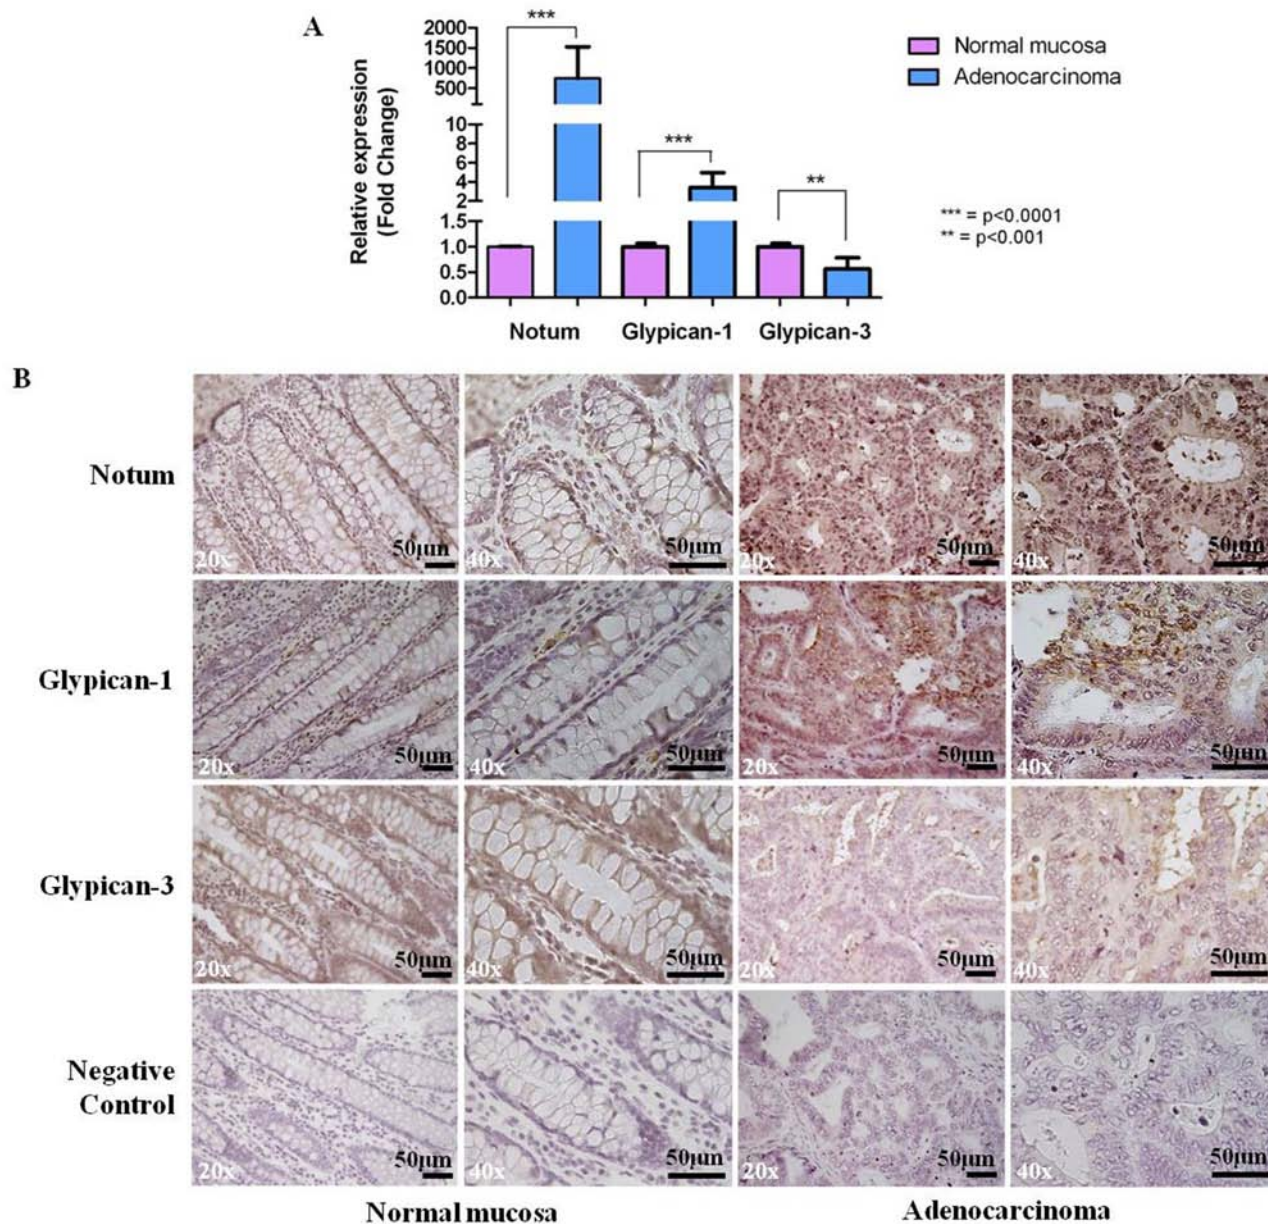 A
***
2000
1500
1000
500
10
8
6
4
2
1.5
1.0
0.5
0.0
Relative expression
(Fold Change)
***
**
Normal mucosa
Adenocarcinoma
*** = p<0.0001
** = p<0.001
Notum Glypican-1 Glypican-3
B
Notum
20x 50µm 40x 50µm 20x 50µm 40x 50µm
Glypican-1
20x 50µm 40x 50µm 20x 50µm 40x 50µm
Glypican-3
20x 50µm 40x 50µm 20x 50µm 40x 50µm
Negative
Control
20x 50µm 40x 50µm 20x 50µm 40x 50µm
Normal mucosa Adenocarcinoma